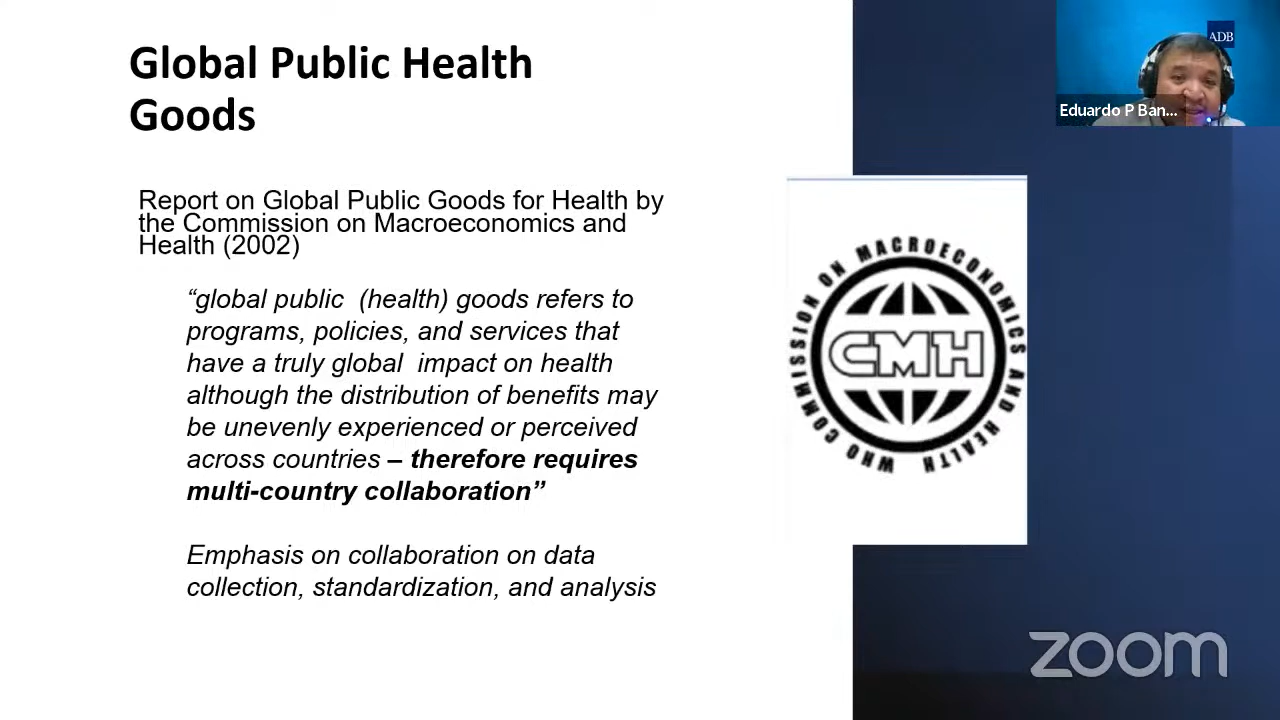 Global Public Health
Goods
ADB
Eduardo P Ban...
Report on Global Public Goods for Health by
the Commission on Macroeconomics and
Health (2002)
“global public (health) goods refers to
programs, policies, and services that
have a truly global impact on health
although the distribution of benefits may
be unevenly experienced or perceived
across countries – therefore requires
multi-country collaboration”
Emphasis on collaboration on data
collection, standardization, and analysis
WHO COMMISSION ON MACROECONOMICS AND HEALTH
CMH
zoom